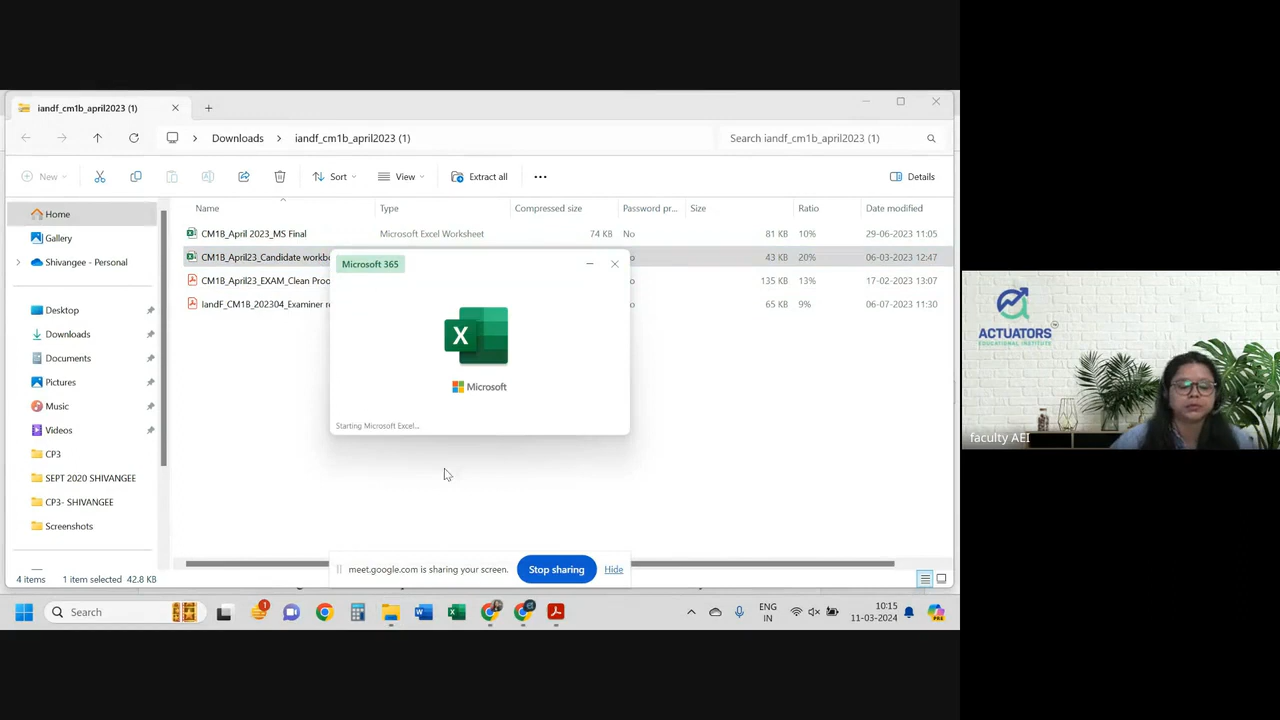 iandf_cm1b_april2023 (1)
Downloads
iandf_cm1b_april2023 (1)
Search iandf_cm1b_april2023 (1)
New
Sort
View
Extract all
Details
Name
Type
Compressed size
Password pr...
Size
Ratio
Date modified
CM1B_April 2023_MS Final
Microsoft Excel Worksheet
74 KB
No
81 KB
10%
29-06-2023 11:05
CM1B_April23_Candidate workbo
43 KB
20%
06-03-2023 12:47
CM1B_April23_EXAM_Clean Proo
135 KB
13%
17-02-2023 13:07
IandF_CM1B_202304_Examiner re
65 KB
9%
06-07-2023 11:30
Home
Gallery
Shivangee - Personal
Desktop
Downloads
Documents
Pictures
Music
Videos
CP3
SEPT 2020 SHIVANGEE
CP3- SHIVANGEE
Screenshots
Microsoft 365
X
Microsoft
Starting Microsoft Excel...
meet.google.com is sharing your screen.
Stop sharing
Hide
4 items
1 item selected 42.8 KB
Search
1
ENG
IN
10:15
11-03-2024
ACTUATORS
EDUCATIONAL INSTITUTE
faculty AEI